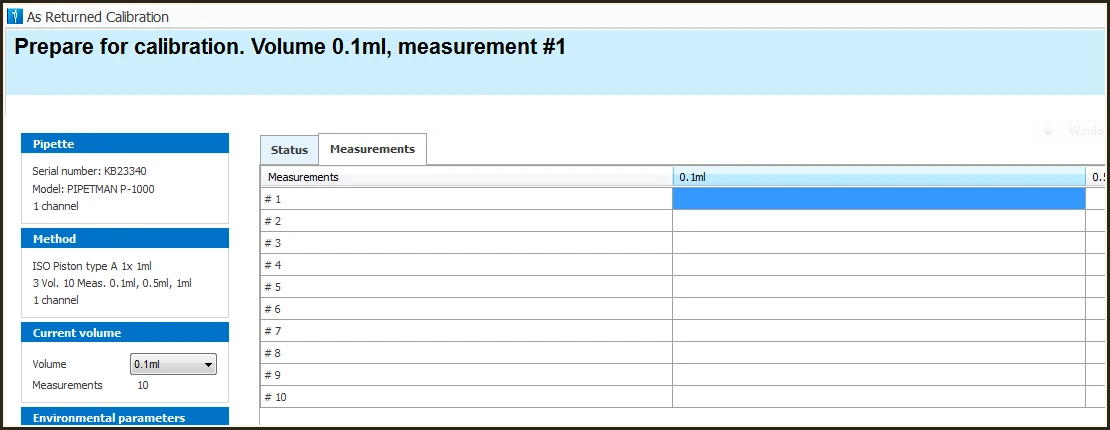 As Returned Calibration
Prepare for calibration. Volume 0.1ml, measurement #1
Pipette
Serial number: KB23340
Model: PIPETMAN P-1000
1 channel
Method
ISO Piston type A 1x 1ml
3 Vol. 10 Meas. 0.1ml, 0.5ml, 1ml
1 channel
Current volume
Volume 0.1ml
Measurements 10
Environmental parameters
Status Measurements
Measurements 0.1ml
# 1
# 2
# 3
# 4
# 5
# 6
# 7
# 8
# 9
# 10